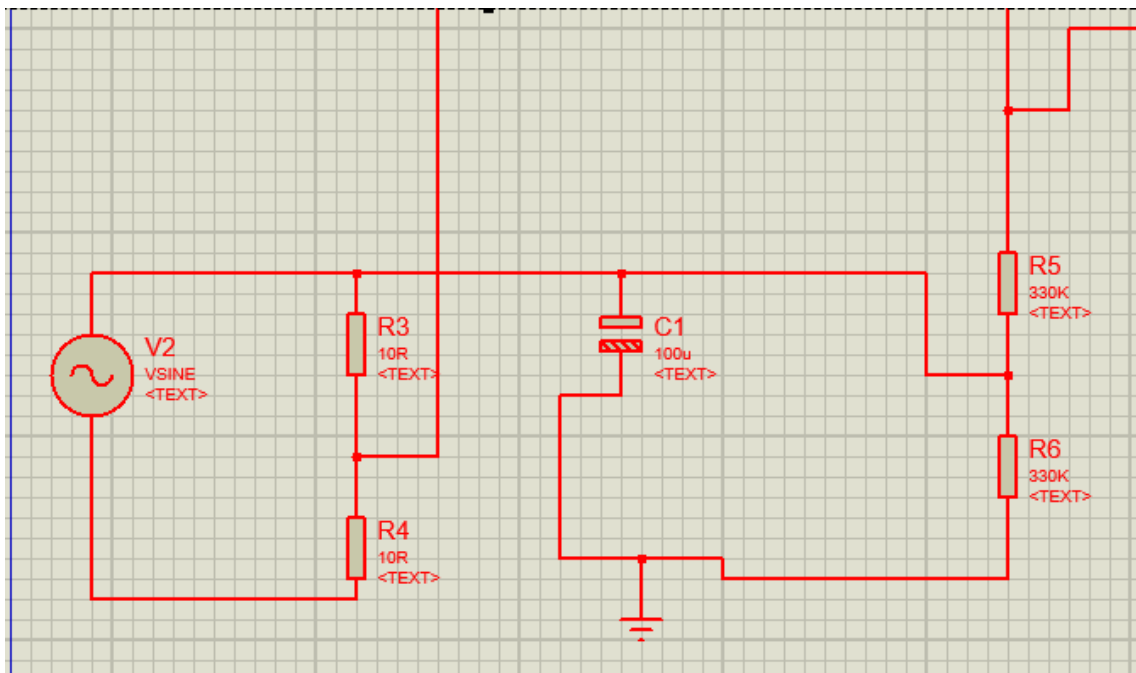 V2
VSINE
<TEXT>
R3
10R
<TEXT>
R4
10R
<TEXT>
C1
100u
<TEXT>
R5
330K
<TEXT>
R6
330K
<TEXT>